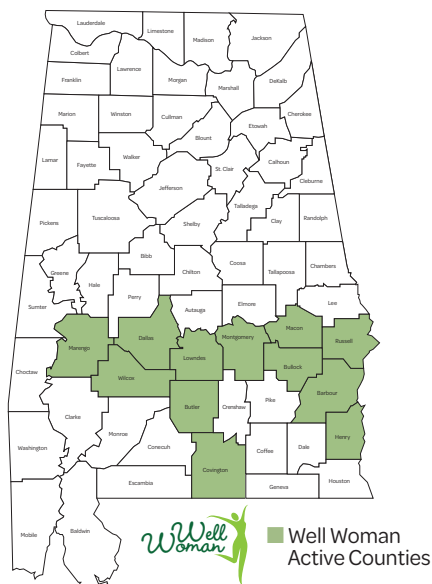 Lauderdale
Limestone
Madison
Jackson
Colbert
Lawrence
Franklin
Morgan
Marshall
DeKalb
Marion
Winston
Cullman
Cherokee
Etowah
Blount
Lamar
Fayette
Walker
St. Clair
Calhoun
Cleburne
Jefferson
Pickens
Tuscaloosa
Shelby
Talladega
Clay
Randolph
Bibb
Greene
Hale
Chilton
Coosa
Tallapoosa
Chambers
Sumter
Perry
Autauga
Elmore
Lee
Marengo
Dallas
Montgomery
Macon
Russell
Choctaw
Lowndes
Bullock
Wilcox
Barbour
Clarke
Butler
Crenshaw
Pike
Monroe
Conecuh
Henry
Washington
Coffee
Dale
Covington
Escambia
Geneva
Houston
Mobile
Baldwin
Well
Woman
Well Woman
Active Counties